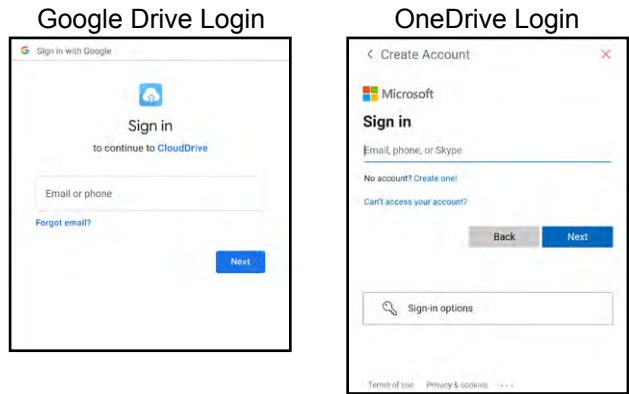 Google Drive Login
Sign in with Google
Sign in
to continue to CloudDrive
Email or phone
Forgot email?
Next
OneDrive Login
Create Account
Microsoft
Sign in
Email, phone, or Skype
No account? Create one!
Can't access your account?
Back Next
Sign-in options
Terms of use Privacy & cookies ...